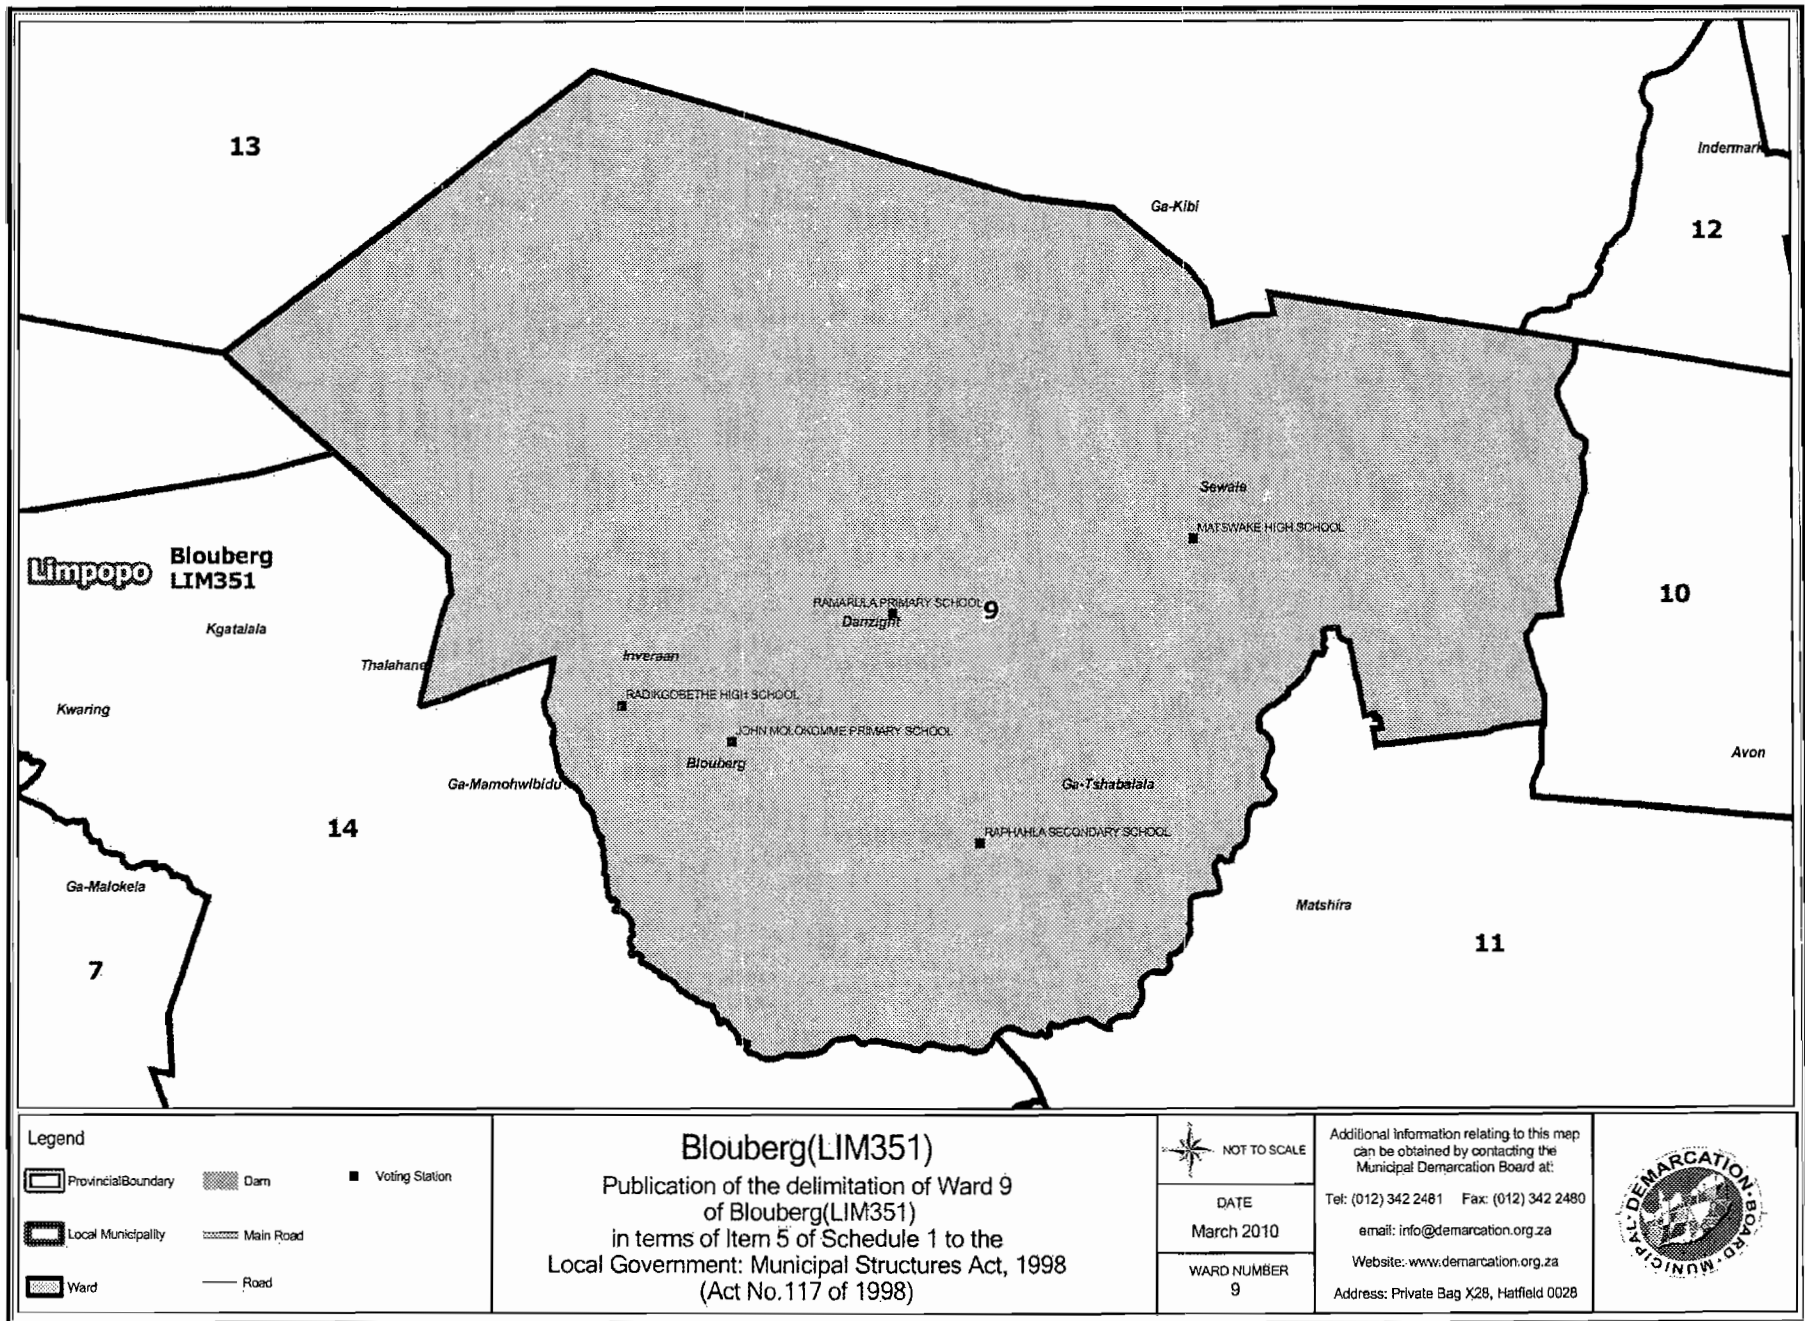 13
Indermark
Ga-Kibi
12
Sewale
MATSWAKE HIGH SCHOOL
Limpopo
Blouberg
LIM351
10
RAMARULA PRIMARY SCHOOL
9
Danzight
Kgatalala
Inveraan
Thalahane
RADIKGOBETHE HIGH SCHOOL
Kwaring
JOHN MOLOKOMME PRIMARY SCHOOL
Avon
Blouberg
Ga-Mamohwlbidu
Ga-Tshabalala
14
RAPHAHLA SECONDARY SCHOOL
Ga-Malokela
Matshira
11
7
Legend
ProvincialBoundary
Dam
Voting Station
Local Municipality
Main Road
Ward
Road
Blouberg(LIM351)
Publication of the delimitation of Ward 9
of Blouberg(LIM351)
in terms of Item 5 of Schedule 1 to the
Local Government: Municipal Structures Act, 1998
(Act No.117 of 1998)
NOT TO SCALE
DATE
March 2010
WARD NUMBER
9
Additional information relating to this map
can be obtained by contacting the
Municipal Demarcation Board at:
Tel: (012) 342 2481 Fax: (012) 342 2480
email: info@demarcation.org.za
Website: www.demarcation.org.za
Address: Private Bag X28, Hatfield 0028
MUNICIPAL DEMARCATION BOARD